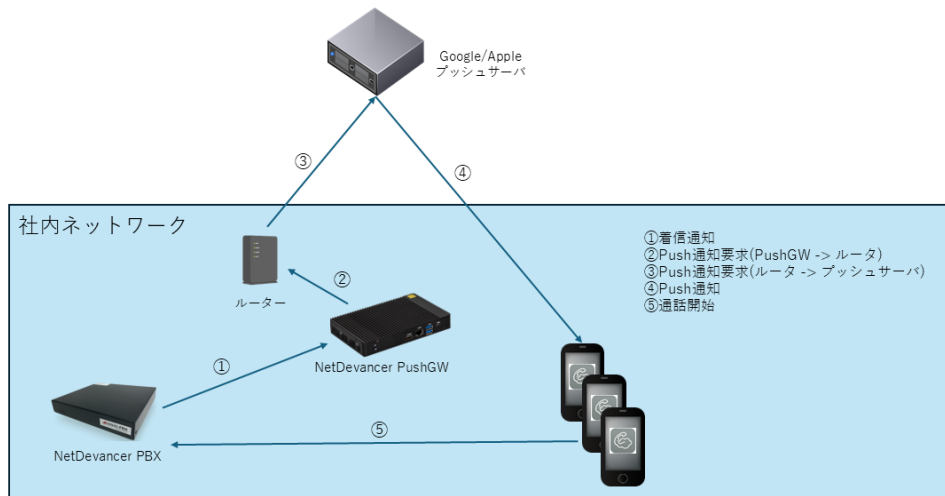 Google/Apple
プッシュサーバ
③
④
社内ネットワーク
①着信通知
②Push通知要求(PushGW -> ルータ)
③Push通知要求(ルータ -> プッシュサーバ)
④Push通知
⑤通話開始
ルーター
②
①
NetDevancer PushGW
⑤
NetDevancer PBX